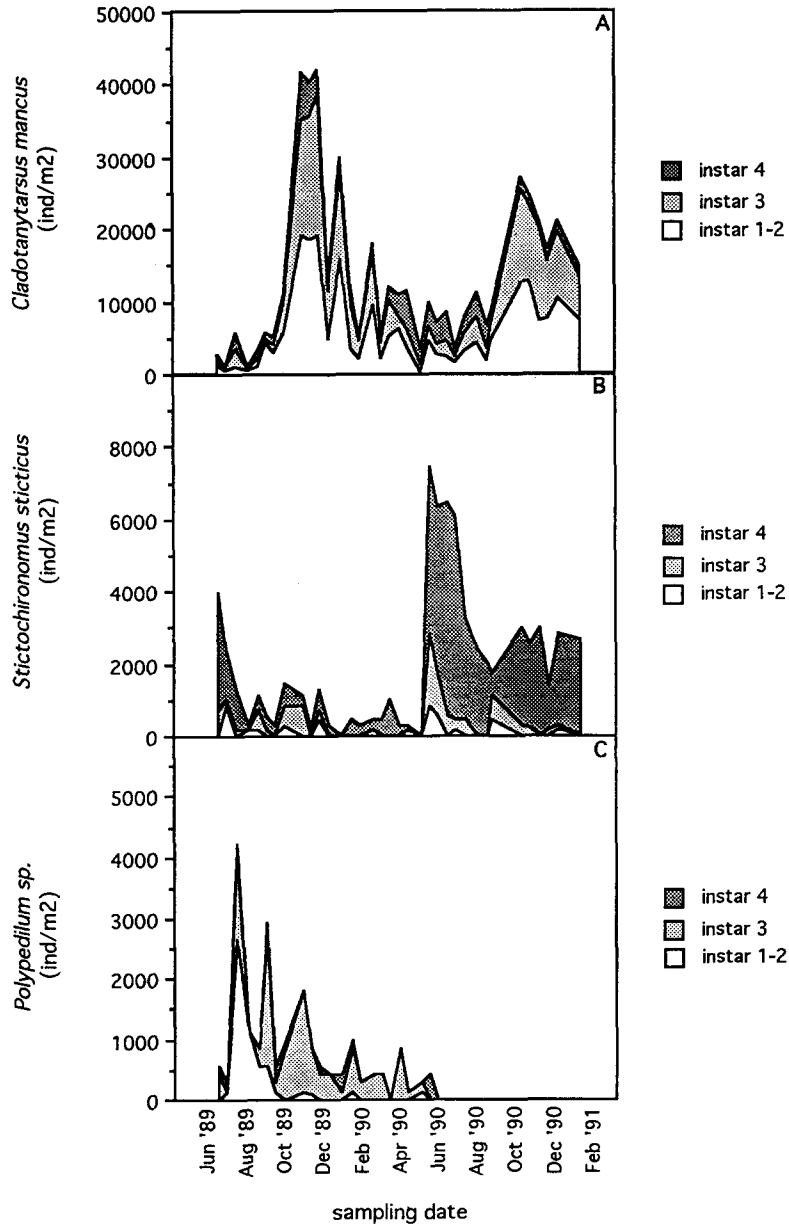 A
Cladotanytarsus mancus
(ind/m2)
50000
40000
30000
20000
10000
0
instar 4
instar 3
instar 1-2
B
Stictochironomus sticticus
(ind/m2)
8000
6000
4000
2000
0
instar 4
instar 3
instar 1-2
C
Polypedilum sp.
(ind/m2)
5000
4000
3000
2000
1000
0
instar 4
instar 3
instar 1-2
Jun '89
Aug '89
Oct '89
Dec '89
Feb '90
Apr '90
Jun '90
Aug '90
Oct '90
Dec '90
Feb '91
sampling date